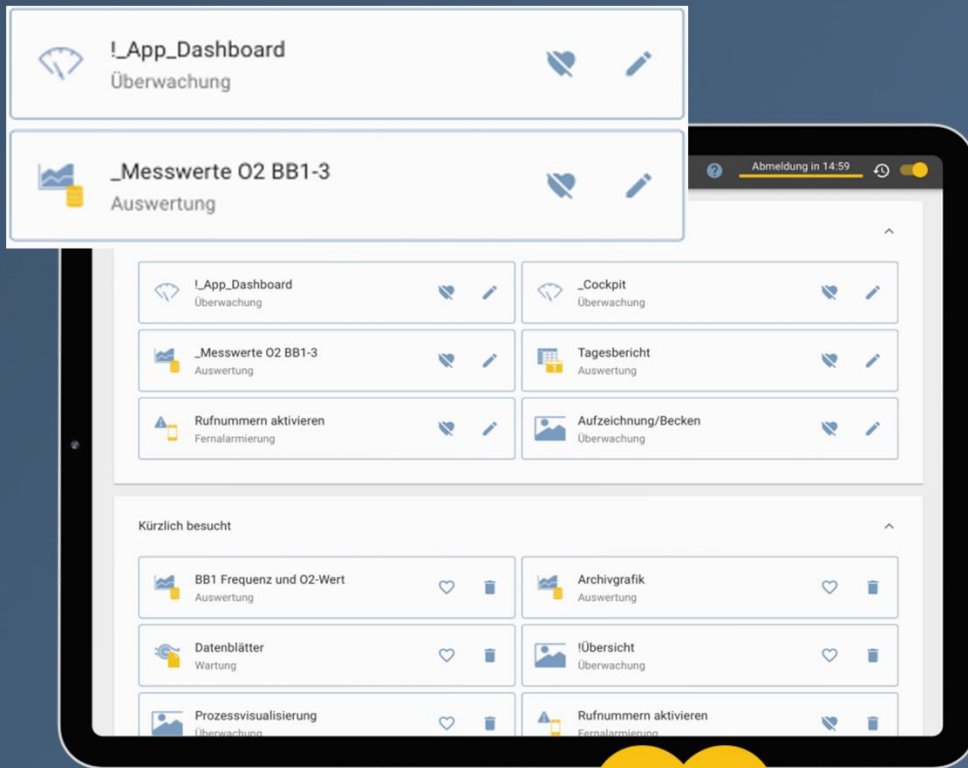 !_App_Dashboard
Überwachung
_Messwerte O2 BB1-3
Auswertung
Abmeldung in 14:59
!_App_Dashboard
Überwachung
_Cockpit
Überwachung
_Messwerte O2 BB1-3
Auswertung
Tagesbericht
Auswertung
Rufnummern aktivieren
Fernalarmierung
Aufzeichnung/Becken
Überwachung
Kürzlich besucht
BB1 Frequenz und O2-Wert
Auswertung
Archivgrafik
Auswertung
Datenblätter
Wartung
!Übersicht
Überwachung
Prozessvisualisierung
Überwachung
Rufnummern aktivieren
Fernalarmierung